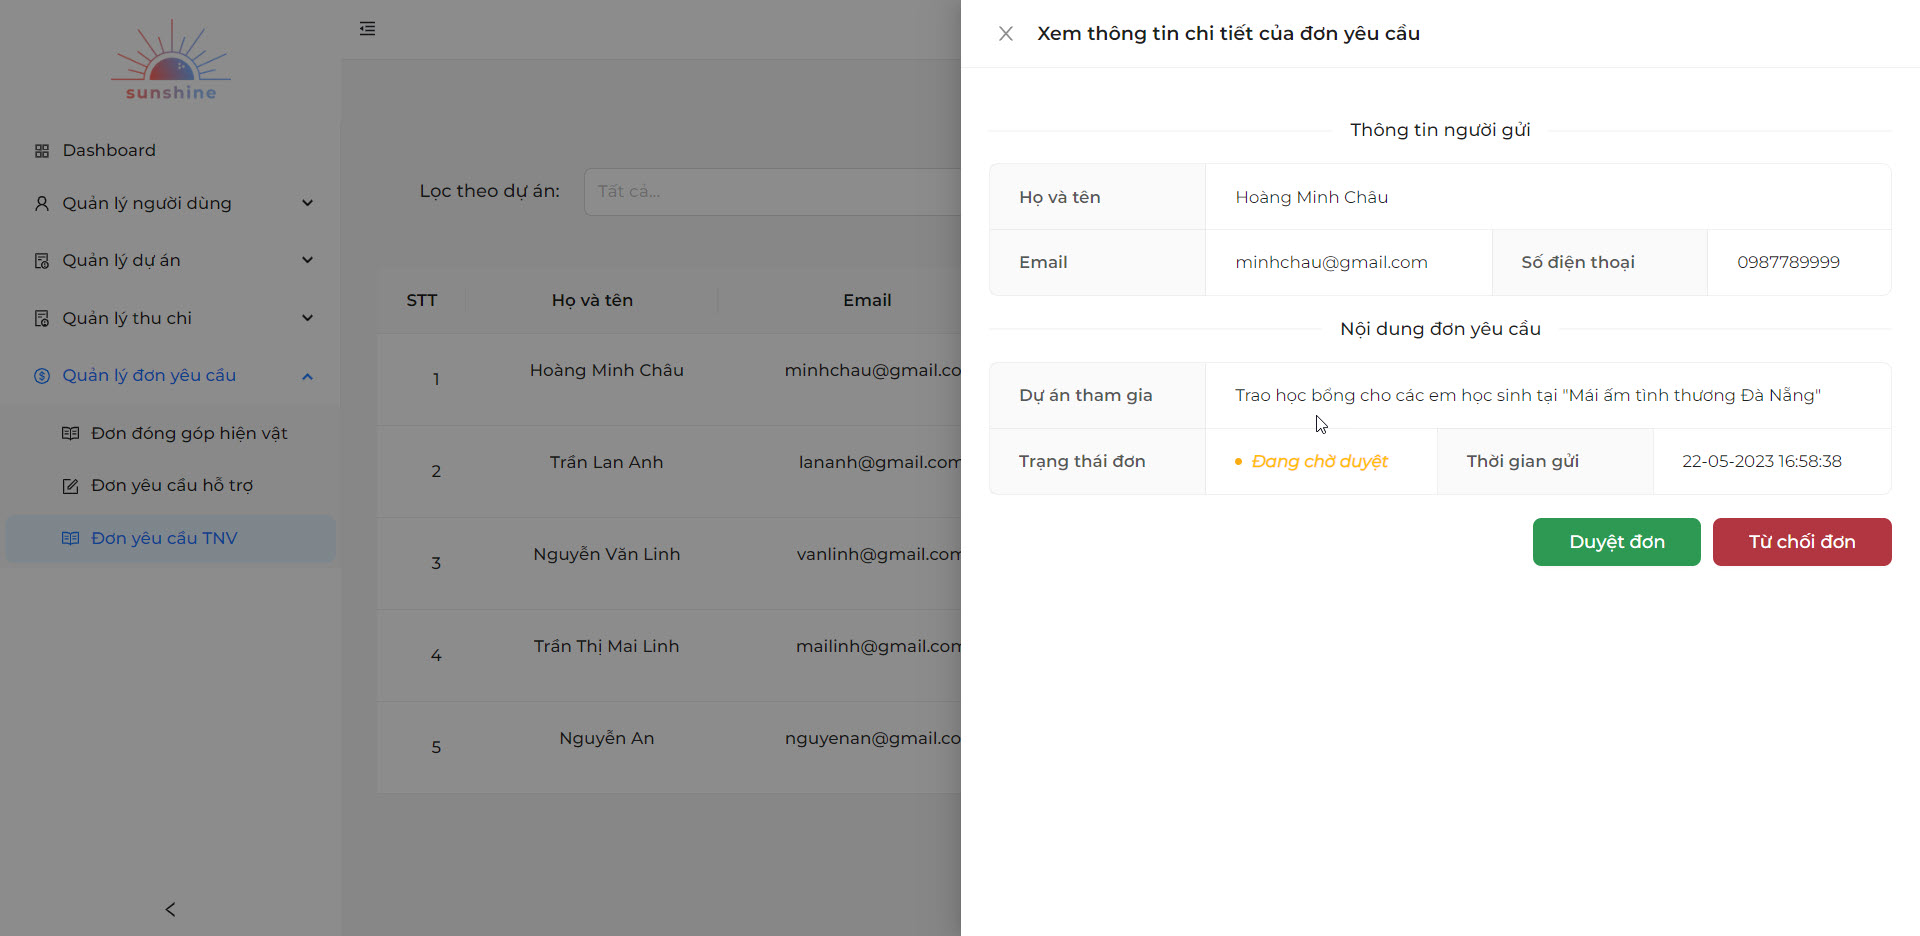 sunshine
Dashboard
Quản lý người dùng
Quản lý dự án
Quản lý thu chi
Quản lý đơn yêu cầu
Đơn đóng góp hiện vật
Đơn yêu cầu hỗ trợ
Đơn yêu cầu TNV
Lọc theo dự án: Tất cả...
STT Họ và tên Email
1 Hoàng Minh Châu minhchau@gmail.co
2 Trần Lan Anh lananh@gmail.com
3 Nguyễn Văn Linh vanlinh@gmail.com
4 Trần Thị Mai Linh mailinh@gmail.com
5 Nguyễn An nguyenan@gmail.co
Xem thông tin chi tiết của đơn yêu cầu
Thông tin người gửi
Họ và tên Hoàng Minh Châu
Email minhchau@gmail.com Số điện thoại 0987789999
Nội dung đơn yêu cầu
Dự án tham gia Trao học bổng cho các em học sinh tại "Mái ấm tình thương Đà Nẵng"
Trạng thái đơn Đang chờ duyệt Thời gian gửi 22-05-2023 16:58:38
Duyệt đơn Từ chối đơn